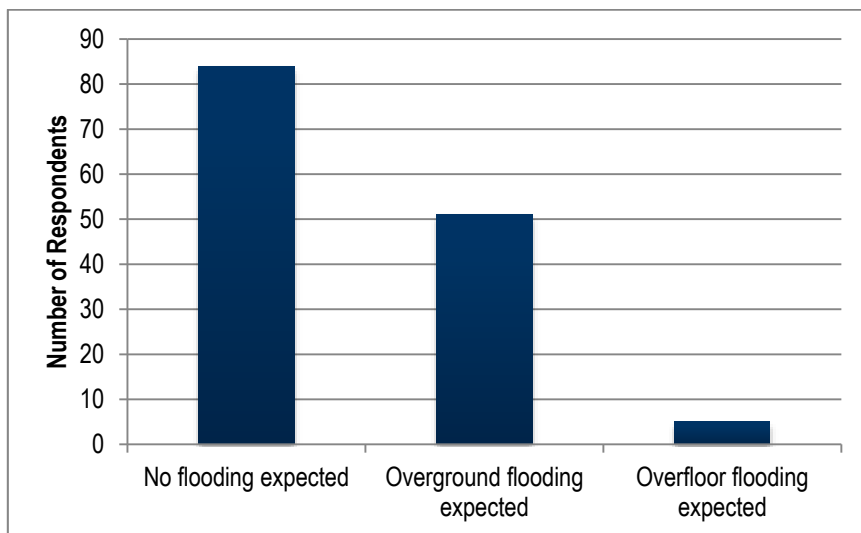 90
80
70
60
50
40
30
20
10
0
Number of Respondents
No flooding expected
Overground flooding
expected
Overfloor flooding
expected